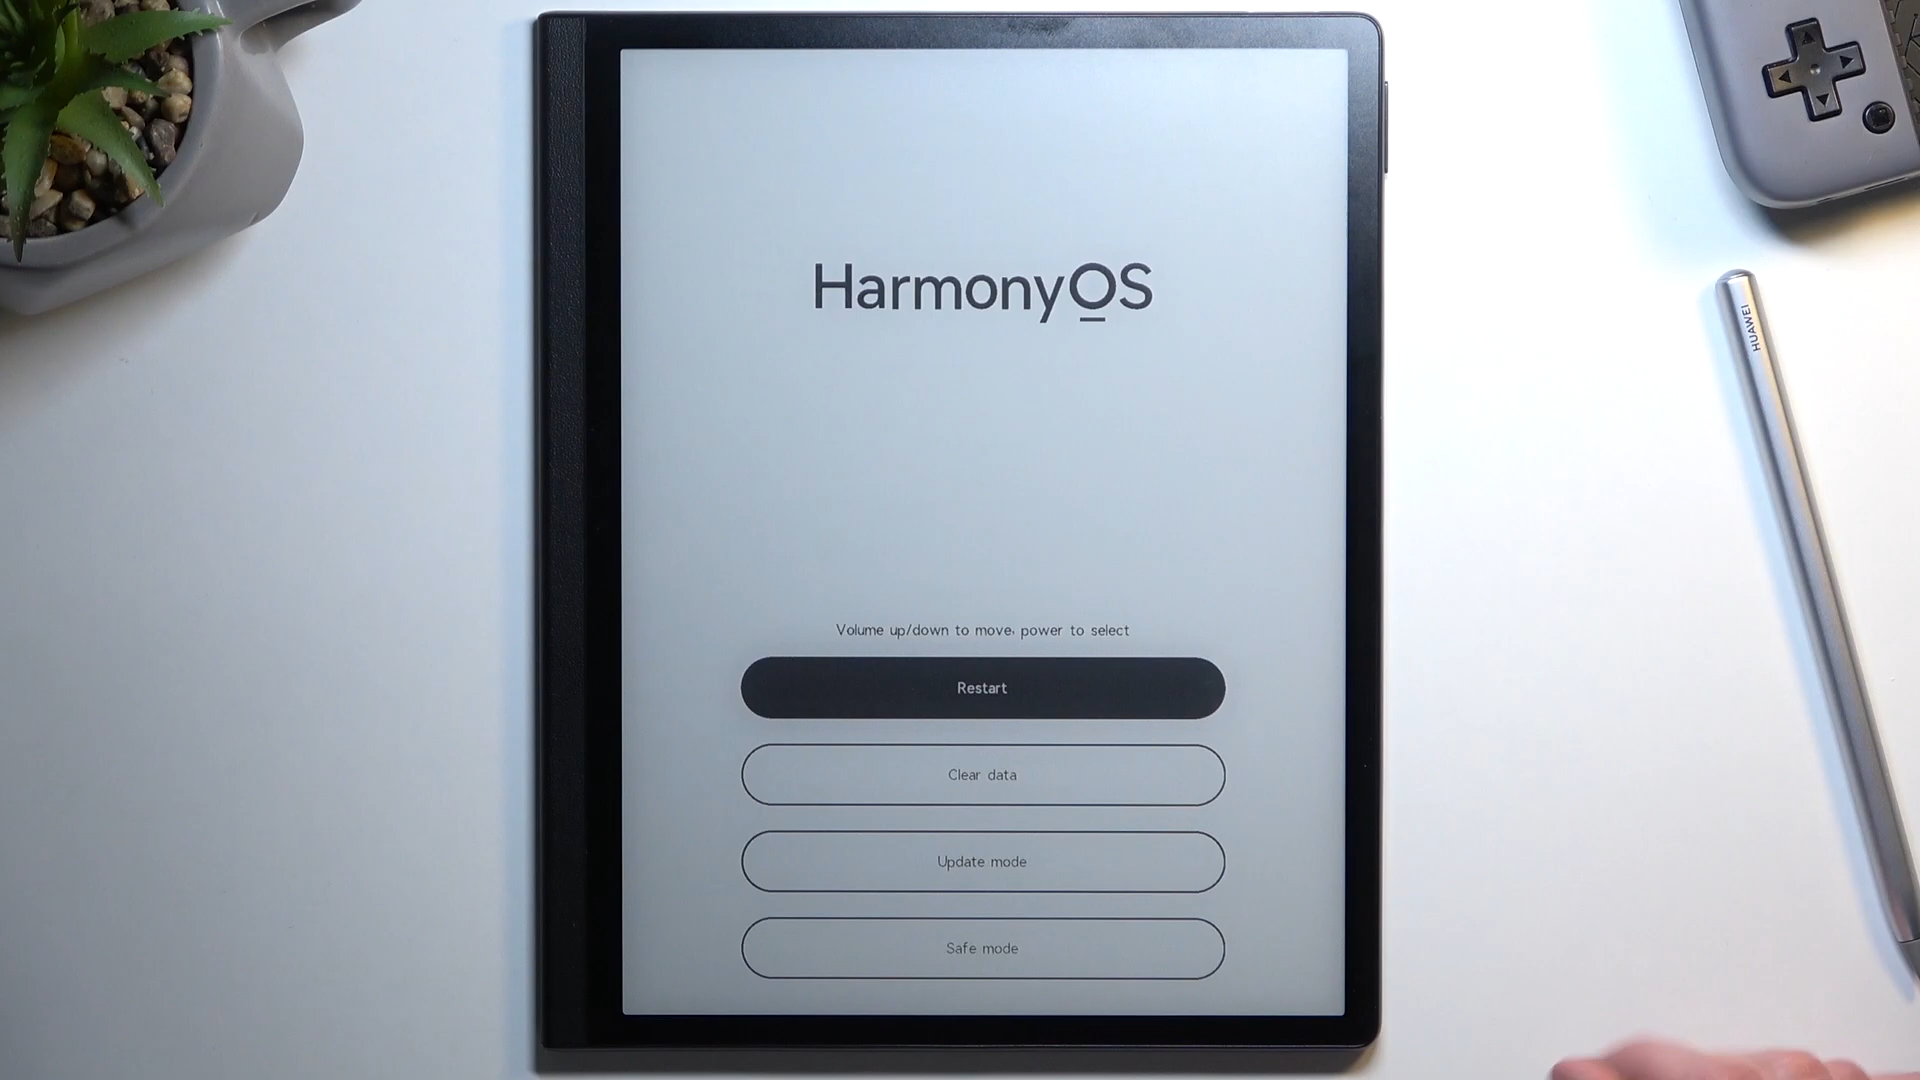 HarmonyOS
HUAWEI
Volume up/down to move, power to select
Restart
Clear data
Update mode
Safe mode